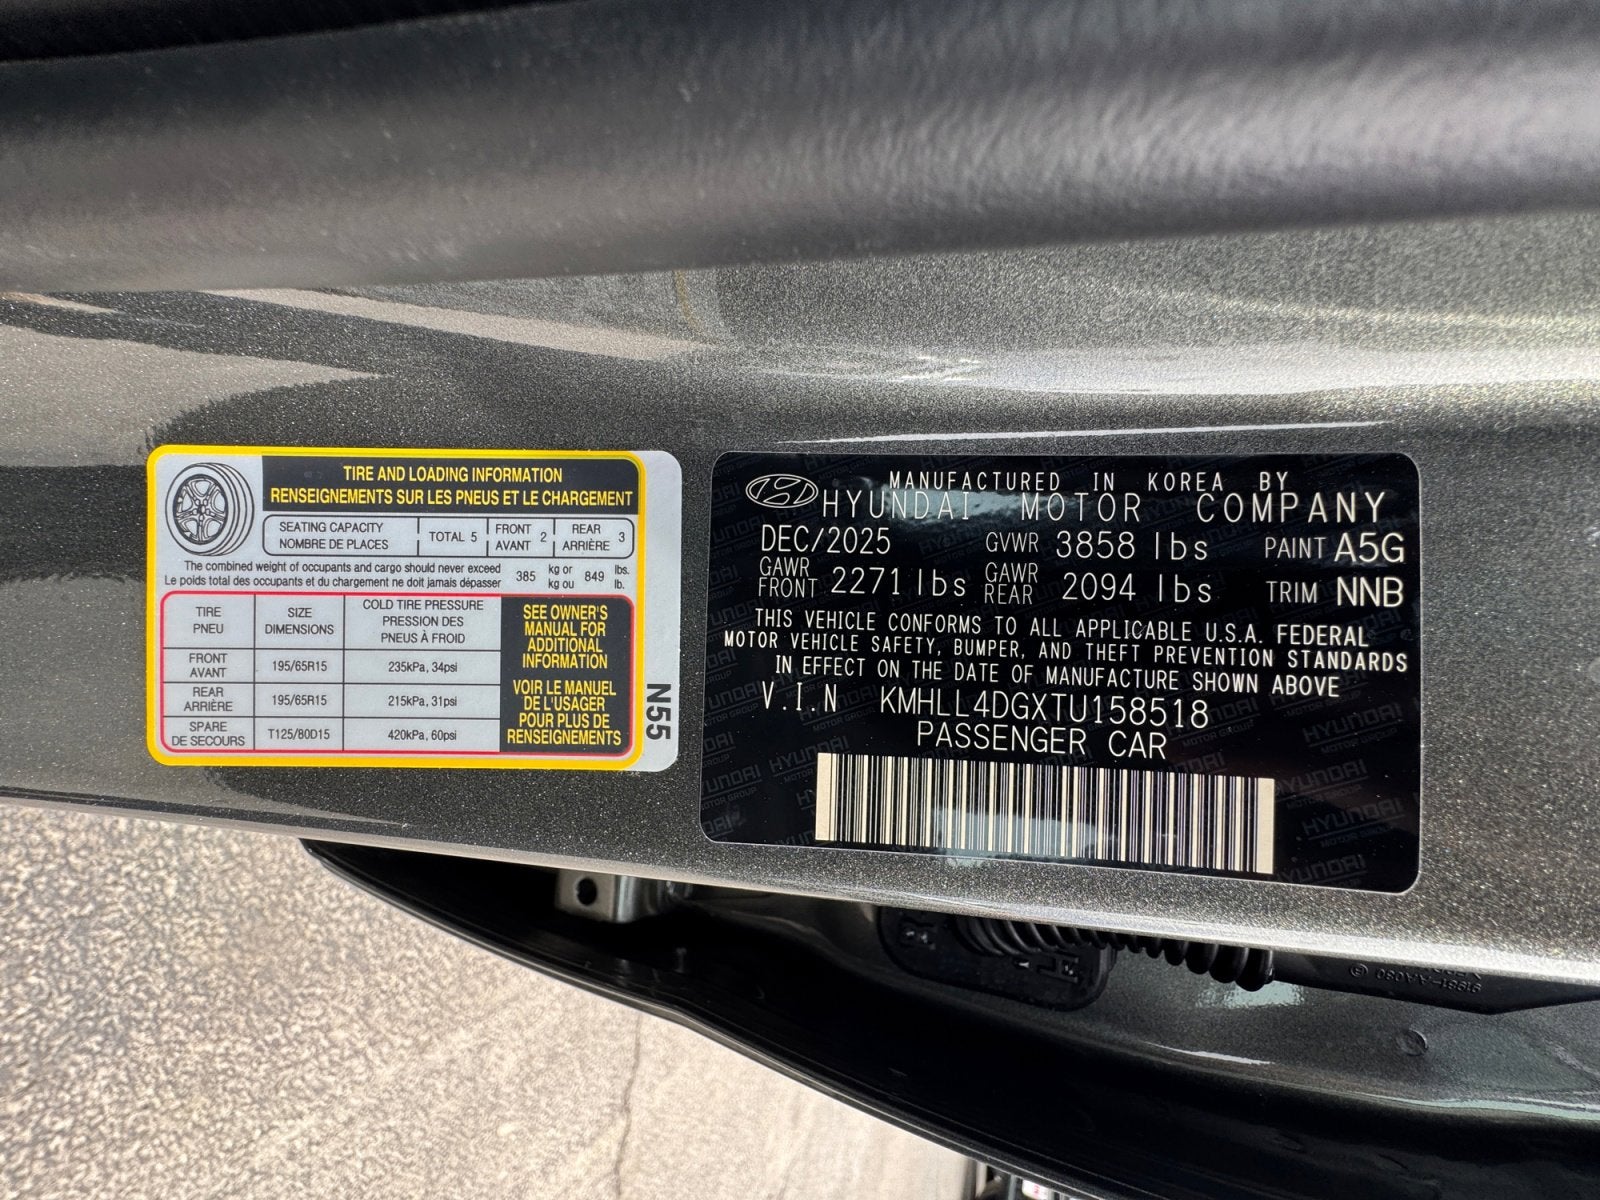 TIRE AND LOADING INFORMATION
RENSEIGNEMENTS SUR LES PNEUS ET LE CHARGEMENT
SEATING CAPACITY
NOMBRE DE PLACES
TOTAL 5
FRONT
AVANT 2
REAR
ARRIÈRE 3
The combined weight of occupants and cargo should never exceed
Le poids total des occupants et du chargement ne doit jamais dépasser
385
kg or
kg ou
849
lbs.
lb.
TIRE
PNEU
SIZE
DIMENSIONS
COLD TIRE PRESSURE
PRESSION DES
PNEUS À FROID
FRONT
AVANT
195/65R15
235kPa, 34psi
REAR
ARRIÈRE
195/65R15
215kPa, 31psi
SPARE
DE SECOURS
T125/80D15
420kPa, 60psi
SEE OWNER'S
MANUAL FOR
ADDITIONAL
INFORMATION
VOIR LE MANUEL
DE L'USAGER
POUR PLUS DE
RENSEIGNEMENTS
N55
MANUFACTURED IN KOREA BY
HYUNDAI MOTOR COMPANY
DEC/2025 GVWR 3858 lbs PAINT A5G
GAWR
FRONT 2271 lbs
GAWR
REAR 2094 lbs
TRIM NNB
THIS VEHICLE CONFORMS TO ALL APPLICABLE U.S.A. FEDERAL
MOTOR VEHICLE SAFETY, BUMPER, AND THEFT PREVENTION STANDARDS
IN EFFECT ON THE DATE OF MANUFACTURE SHOWN ABOVE
V.I.N KMHLL4DGXTU158518
PASSENGER CAR
HYUNDAI
MOTOR GROUP
91981-AA090